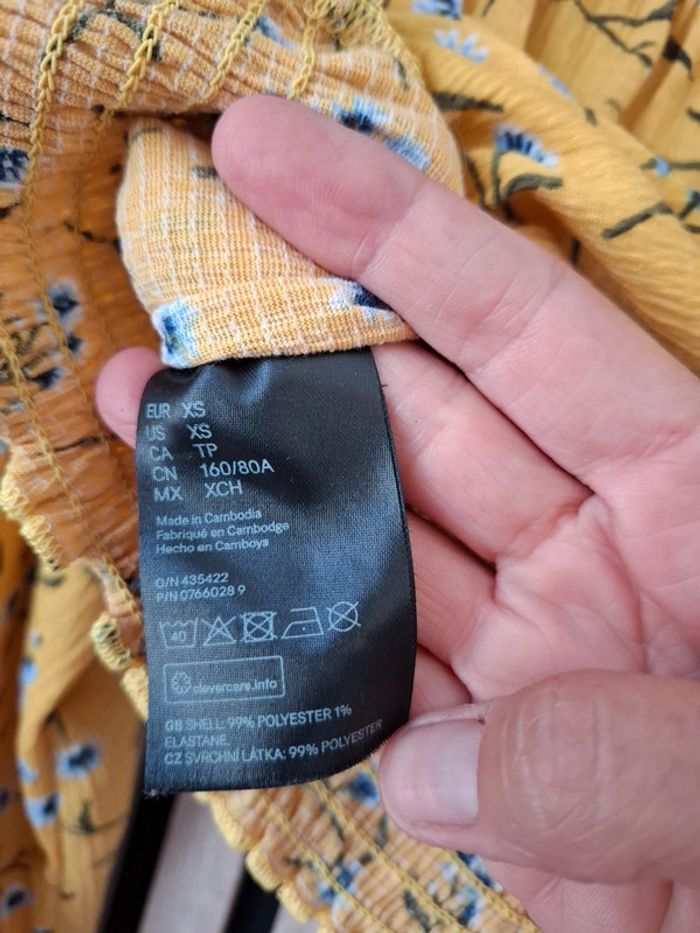 EUR XS
US XS
CA TP
CN 160/80A
MX XCH
Made in Cambodia
Fabriqué en Cambodge
Hecho en Camboya
O/N 435422
P/N 0766028 9
40
clevercare.info
GB SHELL: 99% POLYESTER 1%
ELASTANE
CZ SVRCHNÍ LÁTKA: 99% POLYESTER